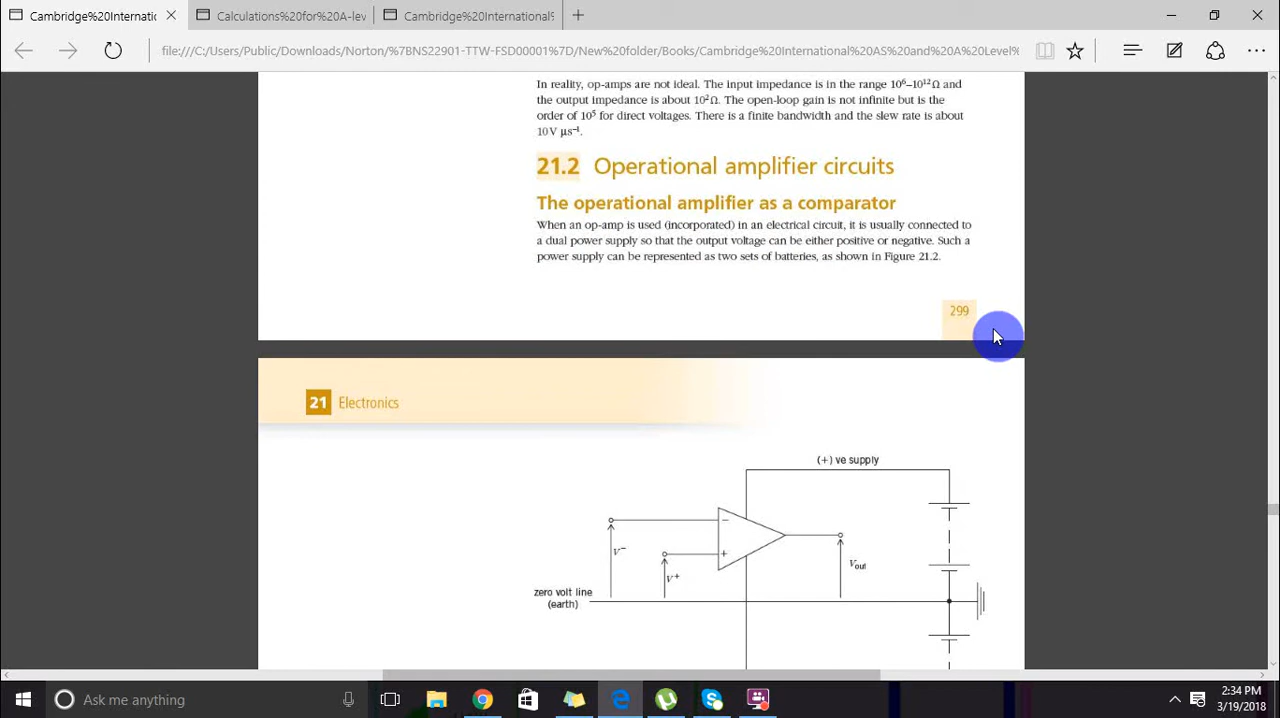 Cambridge%20Internatic
Calculations%20for%20A-lev
Cambridge%20International%
file:///C:/Users/Public/Downloads/Norton/%7BNS22901-TTW-FSD00001%7D/New%20folder/Books/Cambridge%20International%20AS%20and%20A%20Level%
In reality, op-amps are not ideal. The input impedance is in the range 10⁶–10¹²Ω and
the output impedance is about 10²Ω. The open-loop gain is not infinite but is the
order of 10⁵ for direct voltages. There is a finite bandwidth and the slew rate is about
10V μs⁻¹.
21.2 Operational amplifier circuits
The operational amplifier as a comparator
When an op-amp is used (incorporated) in an electrical circuit, it is usually connected to
a dual power supply so that the output voltage can be either positive or negative. Such a
power supply can be represented as two sets of batteries, as shown in Figure 21.2.
299
21 Electronics
(+) ve supply
−
V⁻
+
V⁺
Vout
zero volt line
(earth)
Ask me anything
2:34 PM
3/19/2018